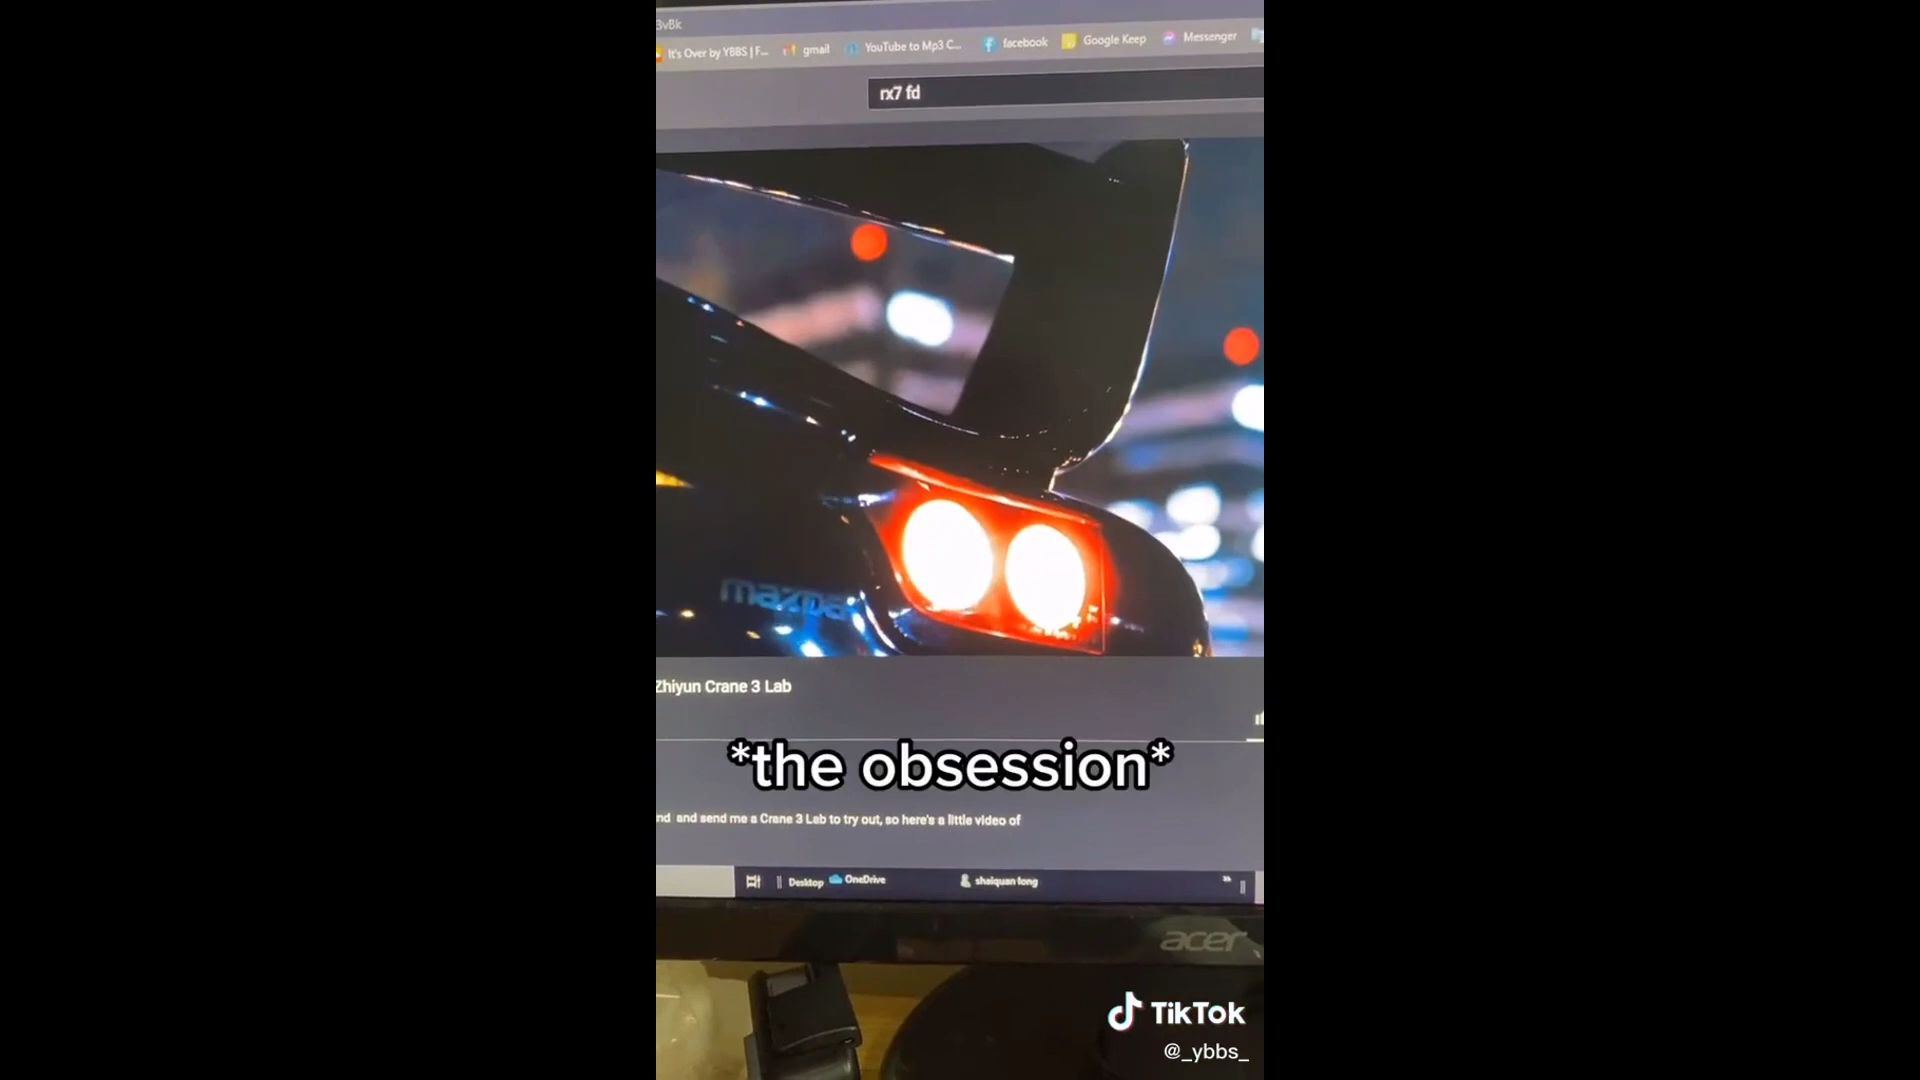 3vBk
It's Over by YBBS | F...
gmail
YouTube to Mp3 C...
facebook
Google Keep
Messenger
rx7 fd
mazda
Zhiyun Crane 3 Lab
*the obsession*
nd and send me a Crane 3 Lab to try out, so here's a little video of
Desktop
OneDrive
shaiquan long
acer
TikTok
@_ybbs_